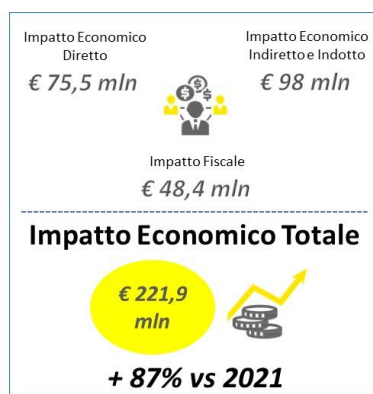 Impatto Economico
Diretto
€ 75,5 mln
Impatto Economico
Indiretto e Indotto
€ 98 mln
Impatto Fiscale
€ 48,4 mln
Impatto Economico Totale
€ 221,9
mln
+ 87% vs 2021